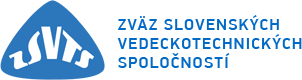 ZSVTS
ZVÄZ SLOVENSKÝCH
VEDECKOTECHNICKÝCH
SPOLOČNOSTÍ